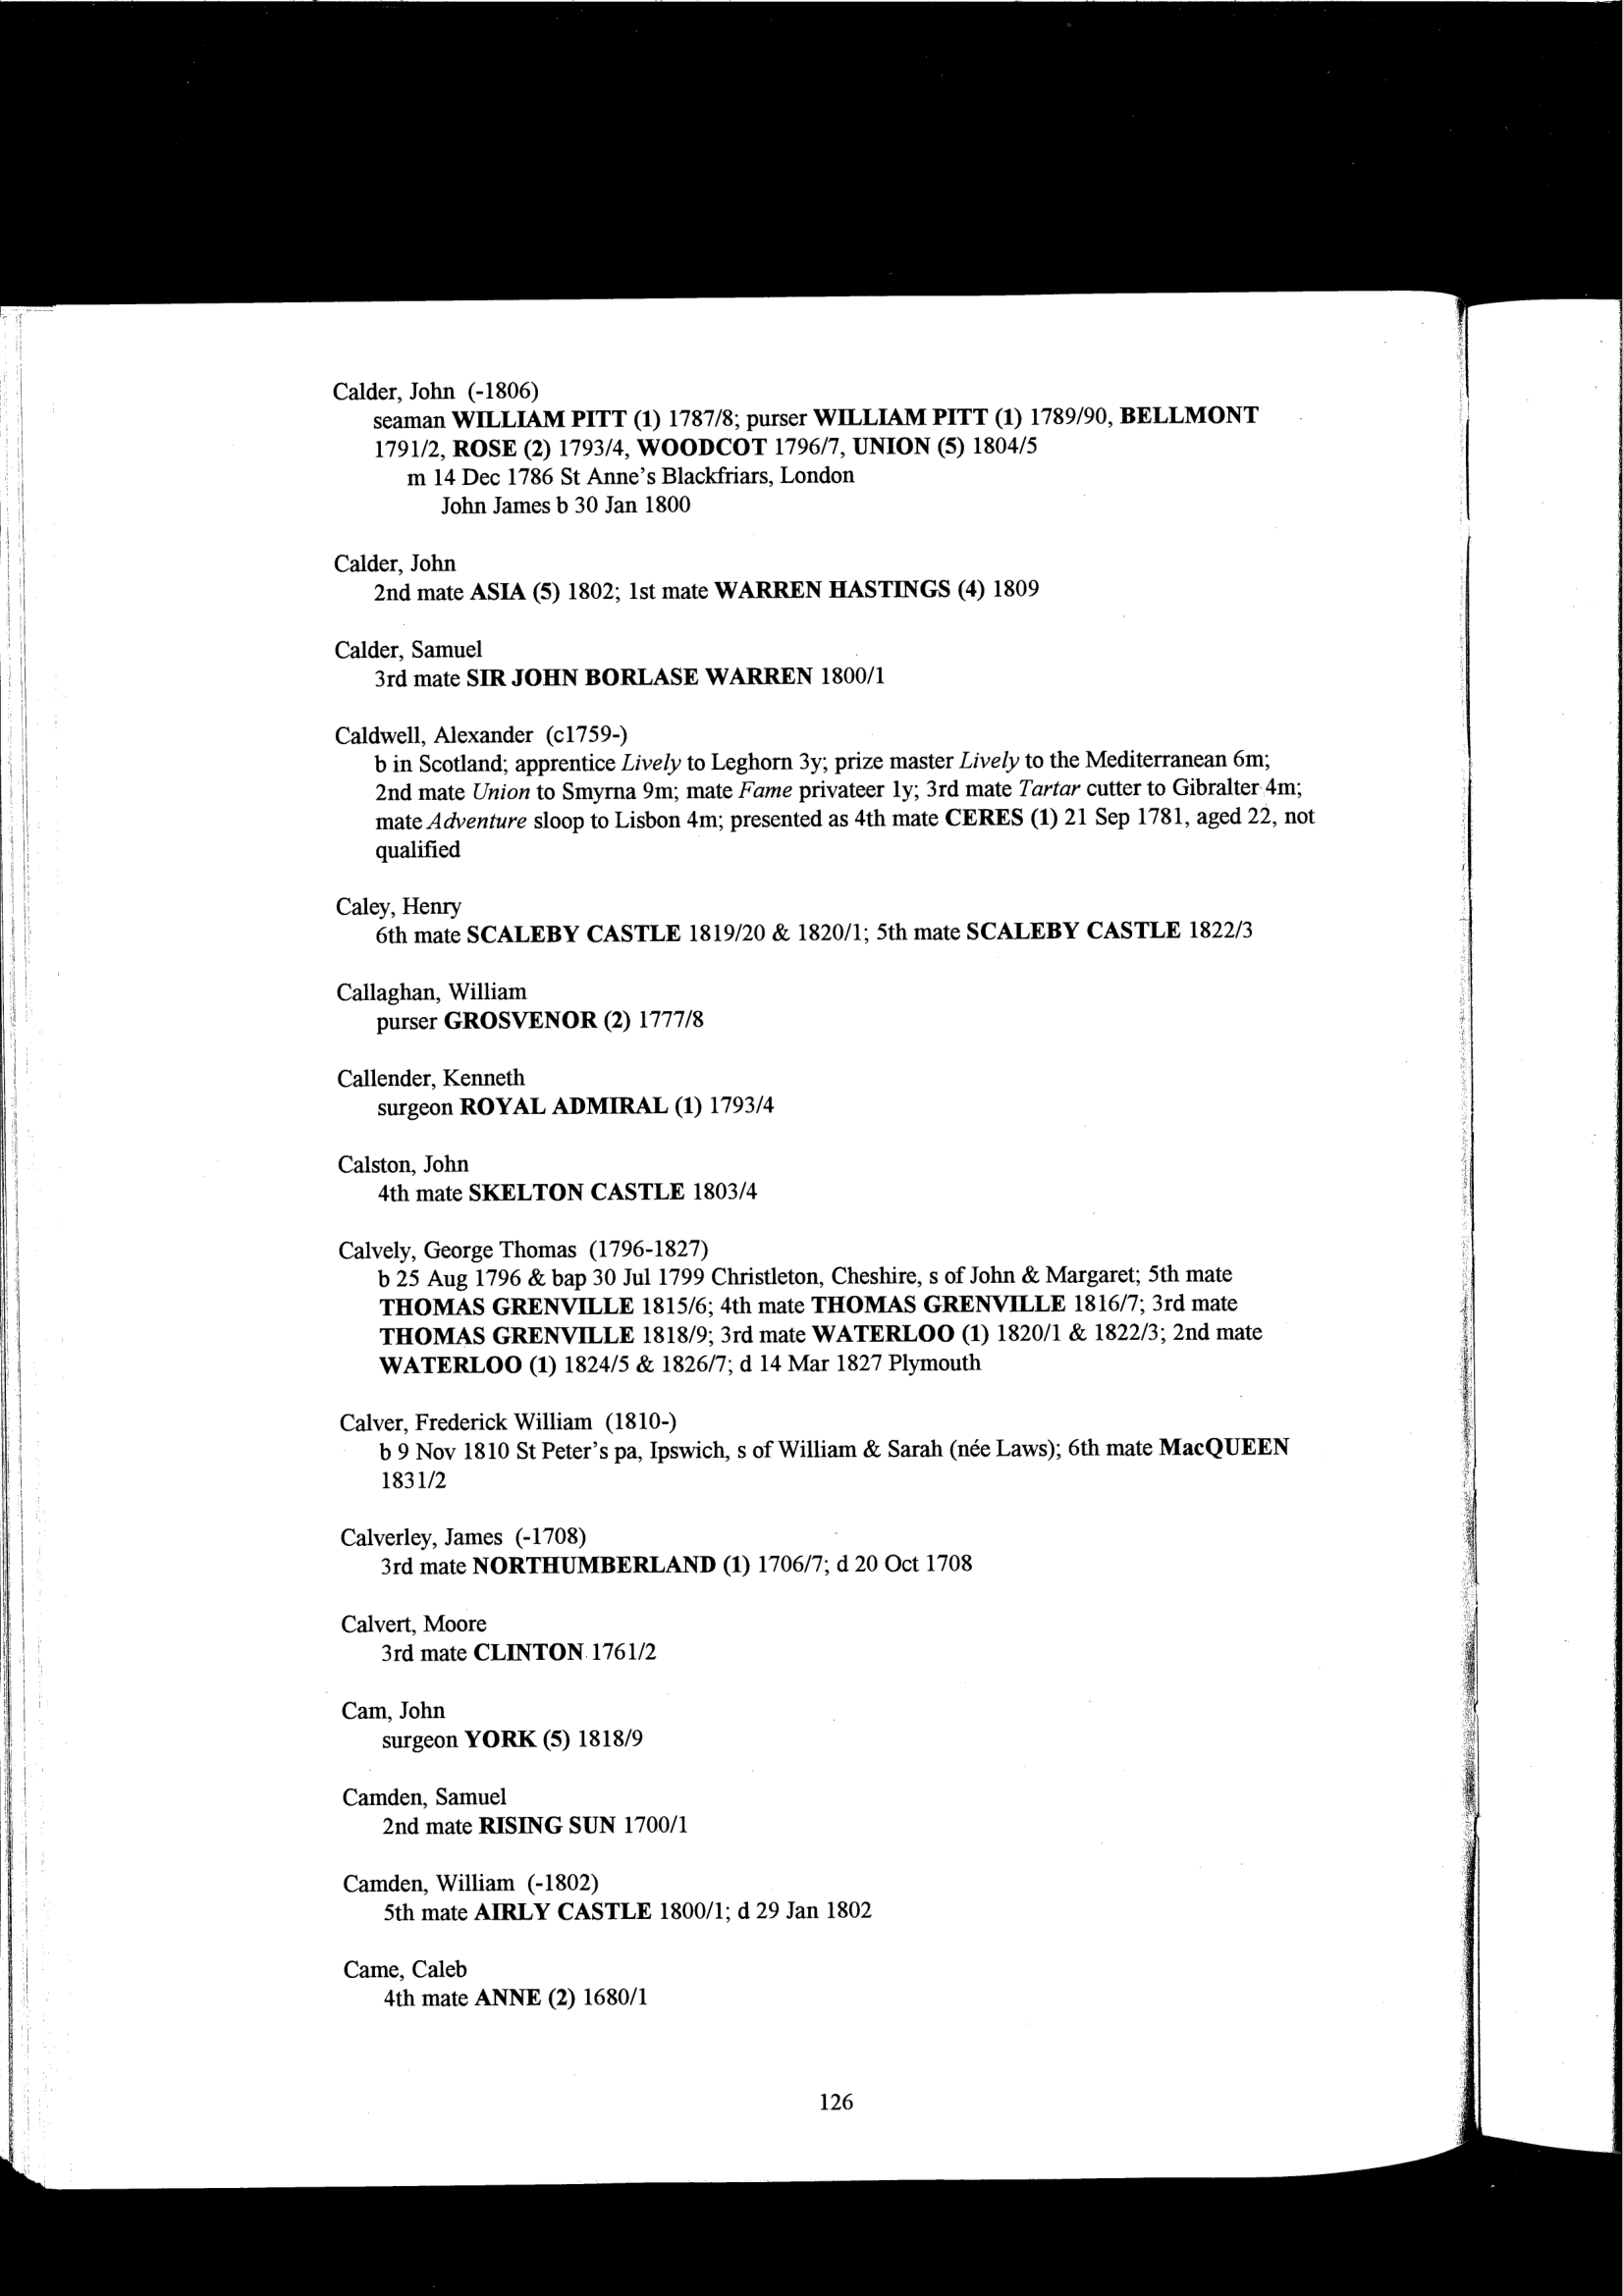 Calder, John (-1806)
seaman WILLIAM PITT (1) 1787/8; purser WILLIAM PITT (1) 1789/90, BELLMONT
1791/2, ROSE (2) 1793/4, WOODCOT 1796/7, UNION (5) 1804/5
m 14 Dec 1786 St Anne's Blackfriars, London
John James b 30 Jan 1800
Calder, John
2nd mate ASIA (5) 1802; 1st mate WARREN HASTINGS (4) 1809
Calder, Samuel
3rd mate SIR JOHN BORLASE WARREN 1800/1
Caldwell, Alexander (c1759-)
b in Scotland; apprentice Lively to Leghorn 3y; prize master Lively to the Mediterranean 6m;
2nd mate Union to Smyrna 9m; mate Fame privateer 1y; 3rd mate Tartar cutter to Gibralter 4m;
mate Adventure sloop to Lisbon 4m; presented as 4th mate CERES (1) 21 Sep 1781, aged 22, not
qualified
Caley, Henry
6th mate SCALEBY CASTLE 1819/20 & 1820/1; 5th mate SCALEBY CASTLE 1822/3
Callaghan, William
purser GROSVENOR (2) 1777/8
Callender, Kenneth
surgeon ROYAL ADMIRAL (1) 1793/4
Calston, John
4th mate SKELTON CASTLE 1803/4
Calvely, George Thomas (1796-1827)
b 25 Aug 1796 & bap 30 Jul 1799 Christleton, Cheshire, s of John & Margaret; 5th mate
THOMAS GRENVILLE 1815/6; 4th mate THOMAS GRENVILLE 1816/7; 3rd mate
THOMAS GRENVILLE 1818/9; 3rd mate WATERLOO (1) 1820/1 & 1822/3; 2nd mate
WATERLOO (1) 1824/5 & 1826/7; d 14 Mar 1827 Plymouth
Calver, Frederick William (1810-)
b 9 Nov 1810 St Peter's pa, Ipswich, s of William & Sarah (née Laws); 6th mate MacQUEEN
1831/2
Calverley, James (-1708)
3rd mate NORTHUMBERLAND (1) 1706/7; d 20 Oct 1708
Calvert, Moore
3rd mate CLINTON 1761/2
Cam, John
surgeon YORK (5) 1818/9
Camden, Samuel
2nd mate RISING SUN 1700/1
Camden, William (-1802)
5th mate AIRLY CASTLE 1800/1; d 29 Jan 1802
Came, Caleb
4th mate ANNE (2) 1680/1
126